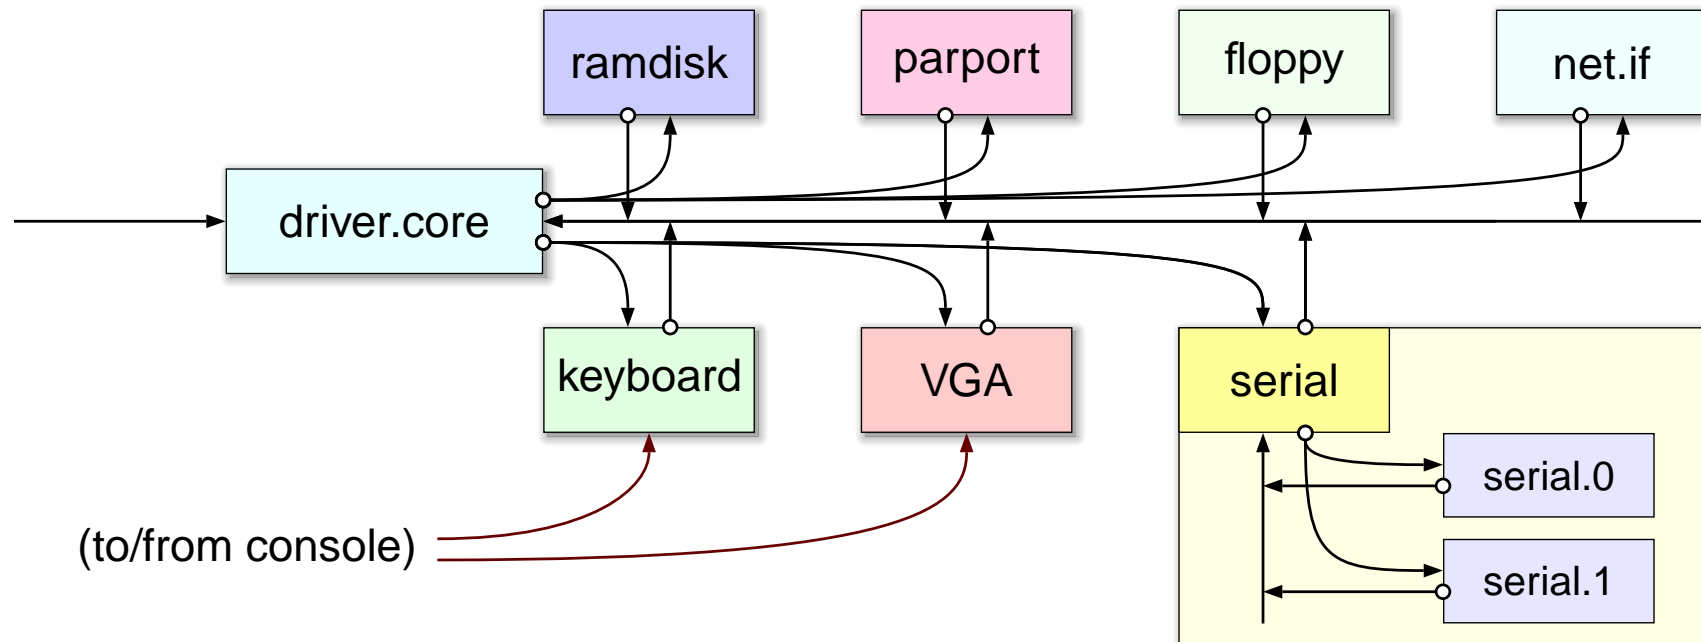 ramdisk
parport
floppy
net.if
driver.core
keyboard
VGA
serial
serial.0
(to/from console)
serial.1